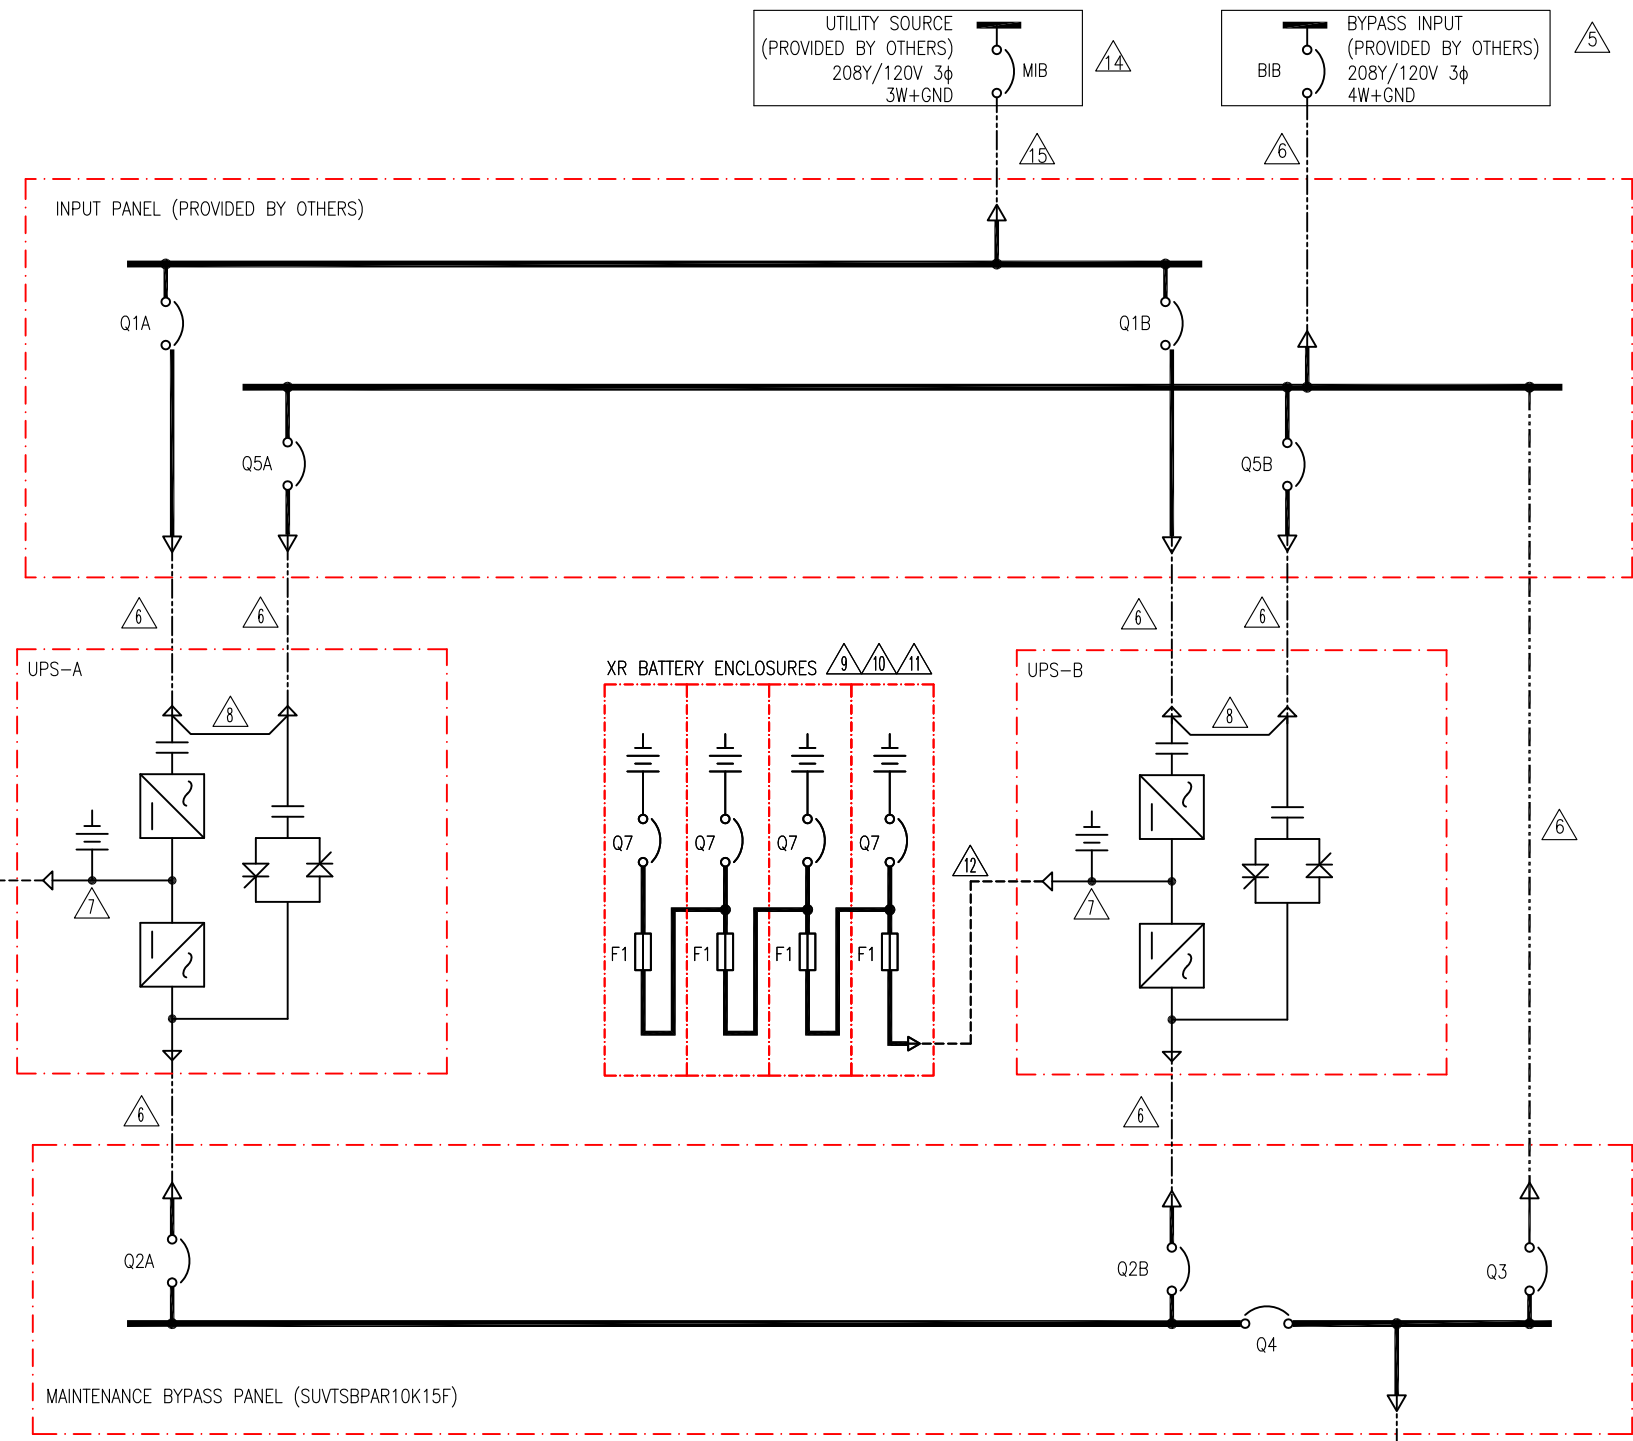 UTILITY SOURCE
(PROVIDED BY OTHERS)
208Y/120V 3ϕ
3W+GND
MIB
14
BIB
BYPASS INPUT
(PROVIDED BY OTHERS)
208Y/120V 3ϕ
4W+GND
5
15
6
INPUT PANEL (PROVIDED BY OTHERS)
Q1A
Q1B
Q5A
Q5B
6
6
6
6
UPS-A
XR BATTERY ENCLOSURES
9
10
11
UPS-B
8
8
Q7
Q7
Q7
Q7
6
12
7
7
F1
F1
F1
F1
6
6
Q2A
Q2B
Q3
Q4
MAINTENANCE BYPASS PANEL (SUVTSBPAR10K15F)